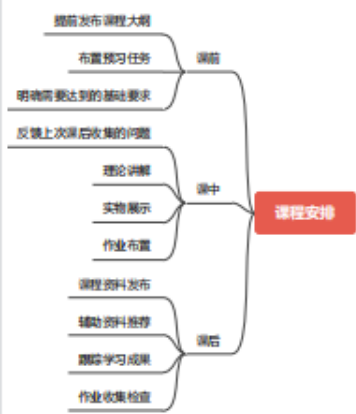 提前发布课程大纲
布置预习任务
课前
明确需要达到的基础要求
反馈上次课后收集的问题
理论讲解
课中
实物展示
课程安排
作业布置
课程资料发布
辅助资料推荐
课后
跟踪学习成果
作业收集检查